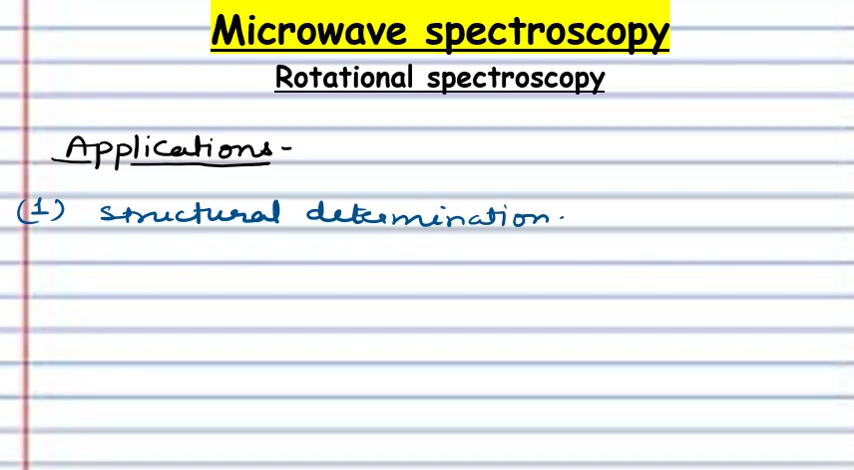 Microwave spectroscopy
Rotational spectroscopy
Applications -
(1) structural determination.